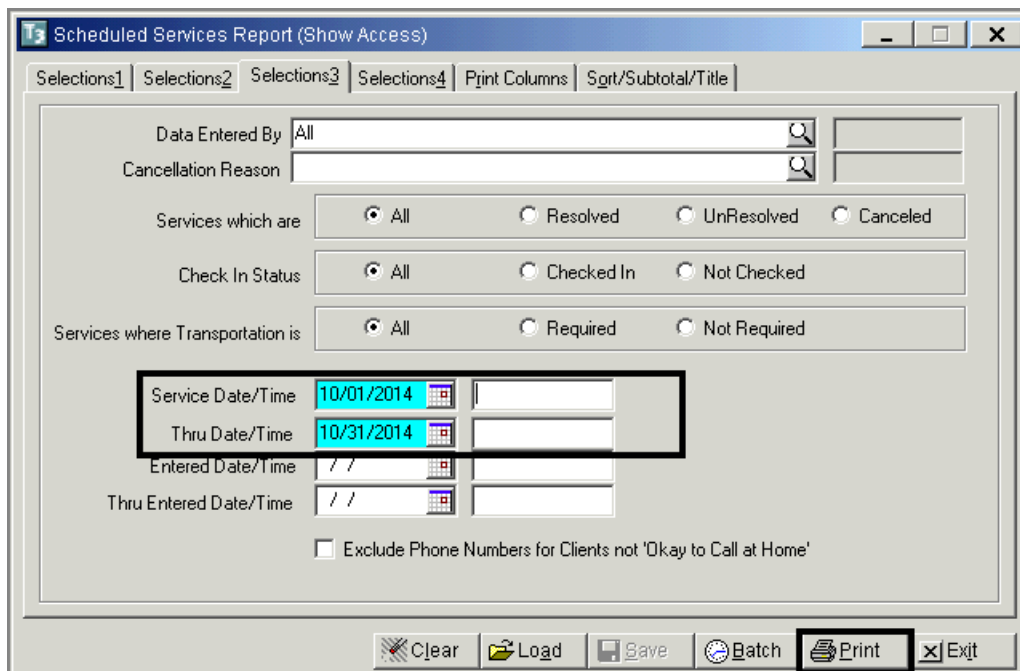 T3 Scheduled Services Report (Show Access)
Selections1 Selections2 Selections3 Selections4 Print Columns Sort/Subtotal/Title
Data Entered By All
Cancellation Reason
Services which are All Resolved UnResolved Canceled
Check In Status All Checked In Not Checked
Services where Transportation is All Required Not Required
Service Date/Time 10/01/2014
Thru Date/Time 10/31/2014
Entered Date/Time / /
Thru Entered Date/Time / /
Exclude Phone Numbers for Clients not 'Okay to Call at Home'
Clear Load Save Batch Print Exit